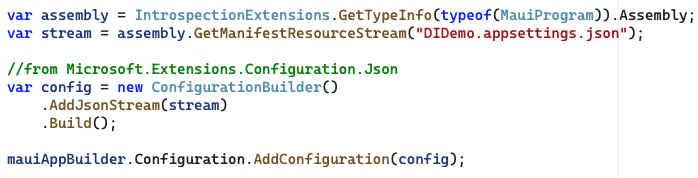 var assembly = IntrospectionExtensions.GetTypeInfo(typeof(MauiProgram)).Assembly;
var stream = assembly.GetManifestResourceStream("DIDemo.appsettings.json");
//from Microsoft.Extensions.Configuration.Json
var config = new ConfigurationBuilder()
.AddJsonStream(stream)
.Build();
mauiAppBuilder.Configuration.AddConfiguration(config);